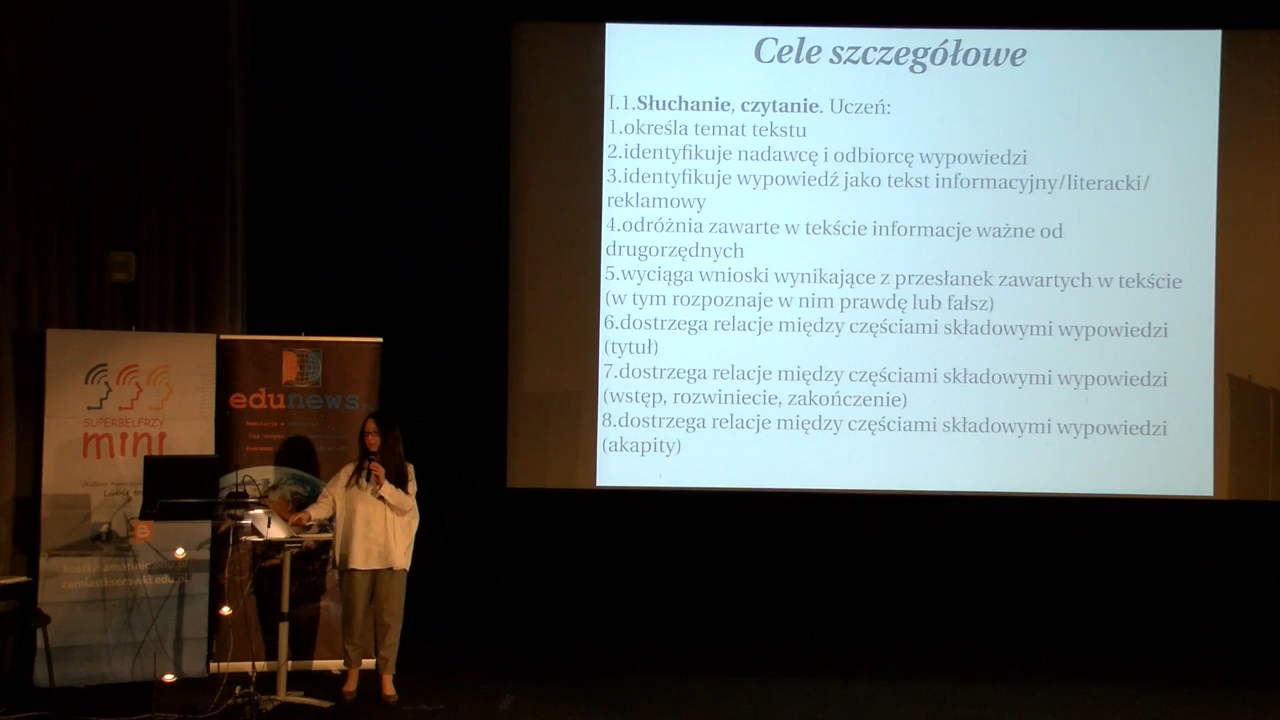 Cele szczegółowe
I.1.Słuchanie, czytanie. Uczeń:
1.określa temat tekstu
2.identyfikuje nadawcę i odbiorcę wypowiedzi
3.identyfikuje wypowiedź jako tekst informacyjny/literacki/
reklamowy
4.odróżnia zawarte w tekście informacje ważne od
drugorzędnych
5.wyciąga wnioski wynikające z przesłanek zawartych w tekście
(w tym rozpoznaje w nim prawdę lub fałsz)
6.dostrzega relacje między częściami składowymi wypowiedzi
(tytuł)
7.dostrzega relacje między częściami składowymi wypowiedzi
(wstęp, rozwiniecie, zakończenie)
8.dostrzega relacje między częściami składowymi wypowiedzi
(akapity)
SUPERBELFRZY
mini
edunews